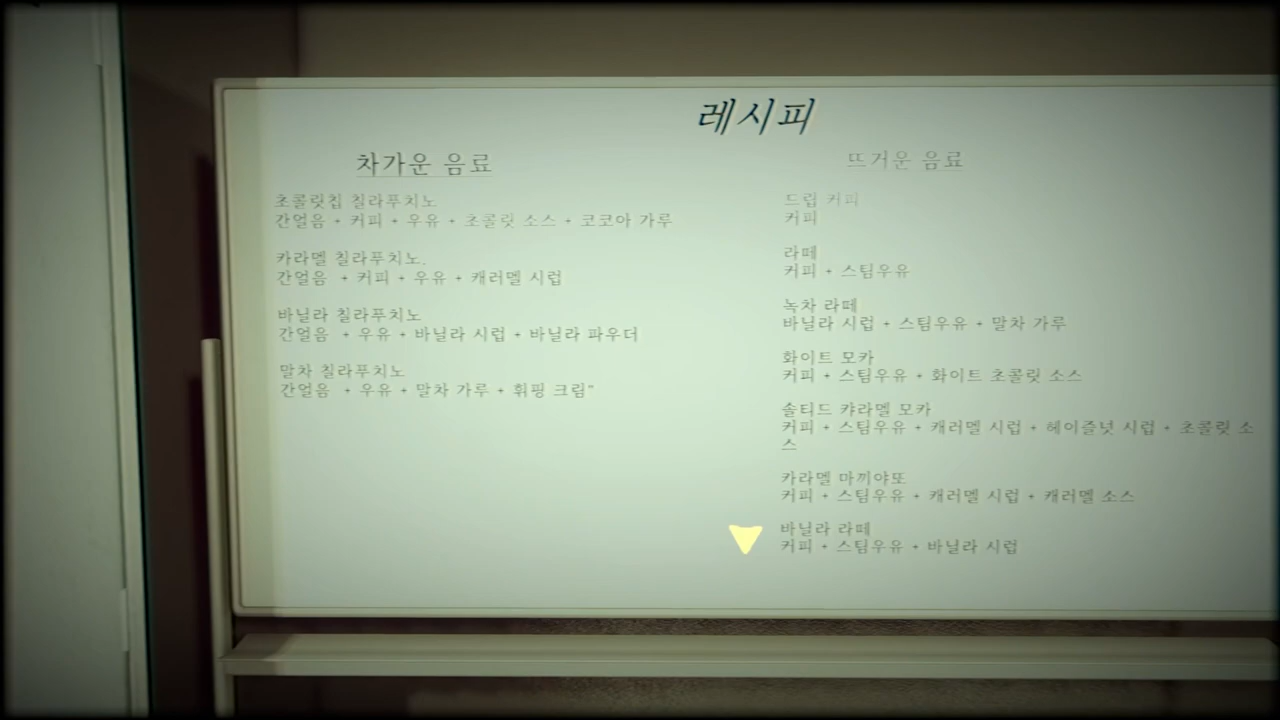 레시피
차가운 음료
초콜릿칩 칠라푸치노
간얼음 + 커피 + 우유 + 초콜릿 소스 + 코코아 가루
카라멜 칠라푸치노.
간얼음 + 커피 + 우유 + 캐러멜 시럽
바닐라 칠라푸치노
간얼음 + 우유 + 바닐라 시럽 + 바닐라 파우더
말차 칠라푸치노
간얼음 + 우유 + 말차 가루 + 휘핑 크림"
뜨거운 음료
드립 커피
커피
라떼
커피 + 스팀우유
녹차 라떼
바닐라 시럽 + 스팀우유 + 말차 가루
화이트 모카
커피 + 스팀우유 + 화이트 초콜릿 소스
솔티드 캬라멜 모카
커피 + 스팀우유 + 캐러멜 시럽 + 헤이즐넛 시럽 + 초콜릿 소
스
카라멜 마끼야또
커피 + 스팀우유 + 캐러멜 시럽 + 캐러멜 소스
바닐라 라떼
커피 + 스팀우유 + 바닐라 시럽